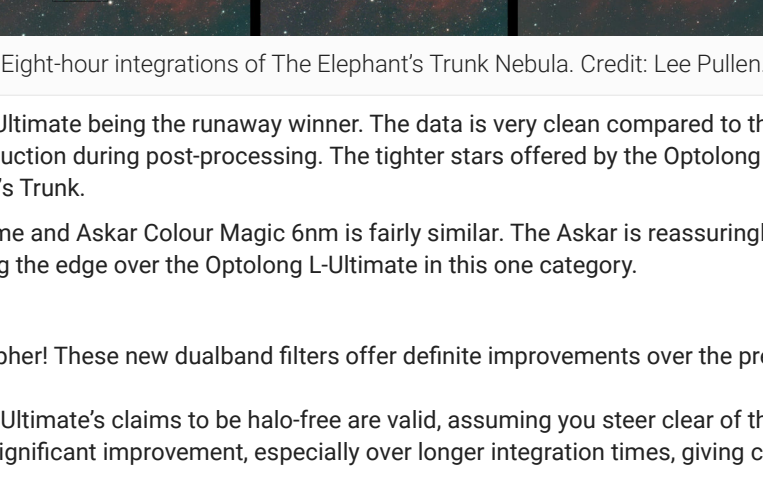 Eight-hour integrations of The Elephant's Trunk Nebula. Credit: Lee Pullen.
Ultimate being the runaway winner. The data is very clean compared to th
uction during post-processing. The tighter stars offered by the Optolong
's Trunk.
me and Askar Colour Magic 6nm is fairly similar. The Askar is reassuringl
g the edge over the Optolong L-Ultimate in this one category.
pher! These new dualband filters offer definite improvements over the pre
Ultimate's claims to be halo-free are valid, assuming you steer clear of th
ignificant improvement, especially over longer integration times, giving c